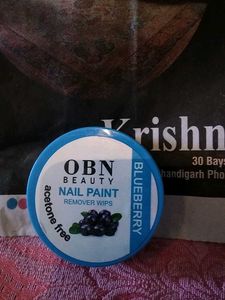 Krishn
30 Bays
handigarh Pho
OBN
BEAUTY
NAIL PAINT
REMOVER WIPS
BLUEBERRY
acetone free